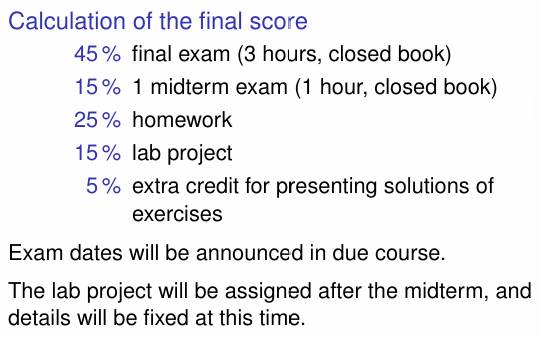 Calculation of the final score
45 % final exam (3 hours, closed book)
15 % 1 midterm exam (1 hour, closed book)
25 % homework
15 % lab project
5 % extra credit for presenting solutions of
exercises
Exam dates will be announced in due course.
The lab project will be assigned after the midterm, and
details will be fixed at this time.